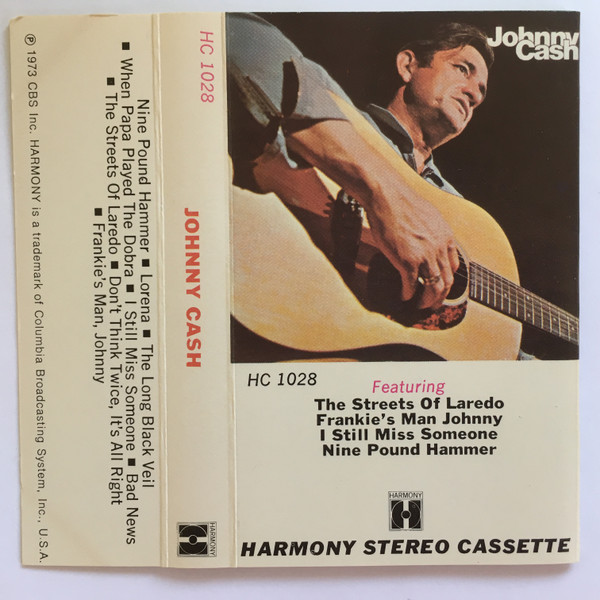 ℗ 1973 CBS Inc. HARMONY is a trademark of Columbia Broadcasting System, Inc., U.S.A.
Nine Pound Hammer ■ Lorena ■ The Long Black Veil
■ When Papa Played The Dobra ■ I Still Miss Someone ■ Bad News
■ The Streets Of Laredo ■ Don't Think Twice, It's All Right
■ Frankie's Man, Johnny
HC 1028
JOHNNY CASH
HARMONY
Johnny
Cash
HC 1028
Featuring
The Streets Of Laredo
Frankie's Man Johnny
I Still Miss Someone
Nine Pound Hammer
HARMONY
HARMONY STEREO CASSETTE